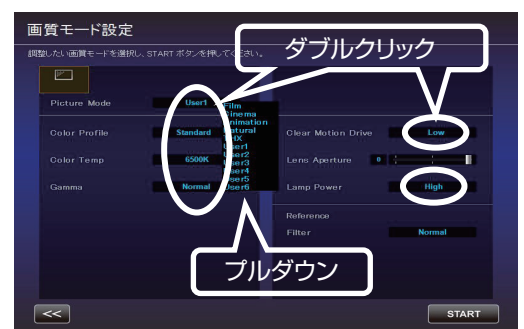 画質モード設定
調整したい画質モードを選択し、START ボタンを押してください。
ダブルクリック
Picture Mode
User1
Film
Cinema
Animation
Natural
THX
User1
User2
User3
User4
User5
User6
Color Profile
Standard
Color Temp
6500K
Gamma
Normal
Clear Motion Drive
Low
Lens Aperture
0
Lamp Power
High
Reference
Filter
Normal
プルダウン
<<
START